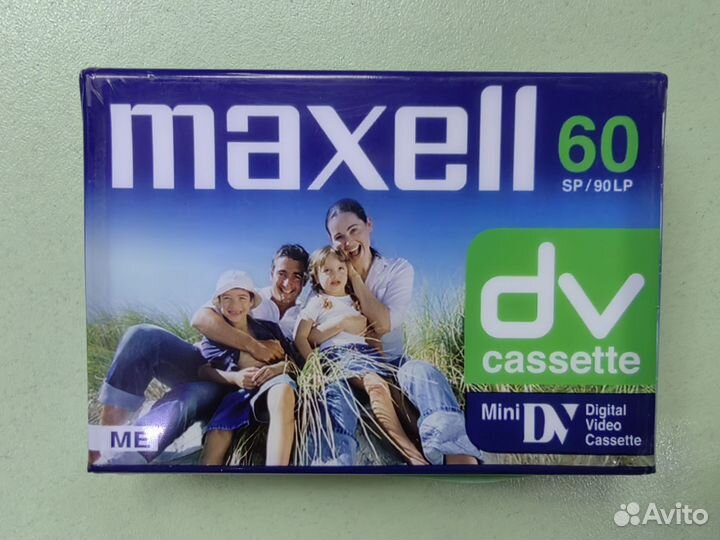 maxell 60
SP/90LP
dv
cassette
Mini DV Digital
Video
Cassette
ME
Avito